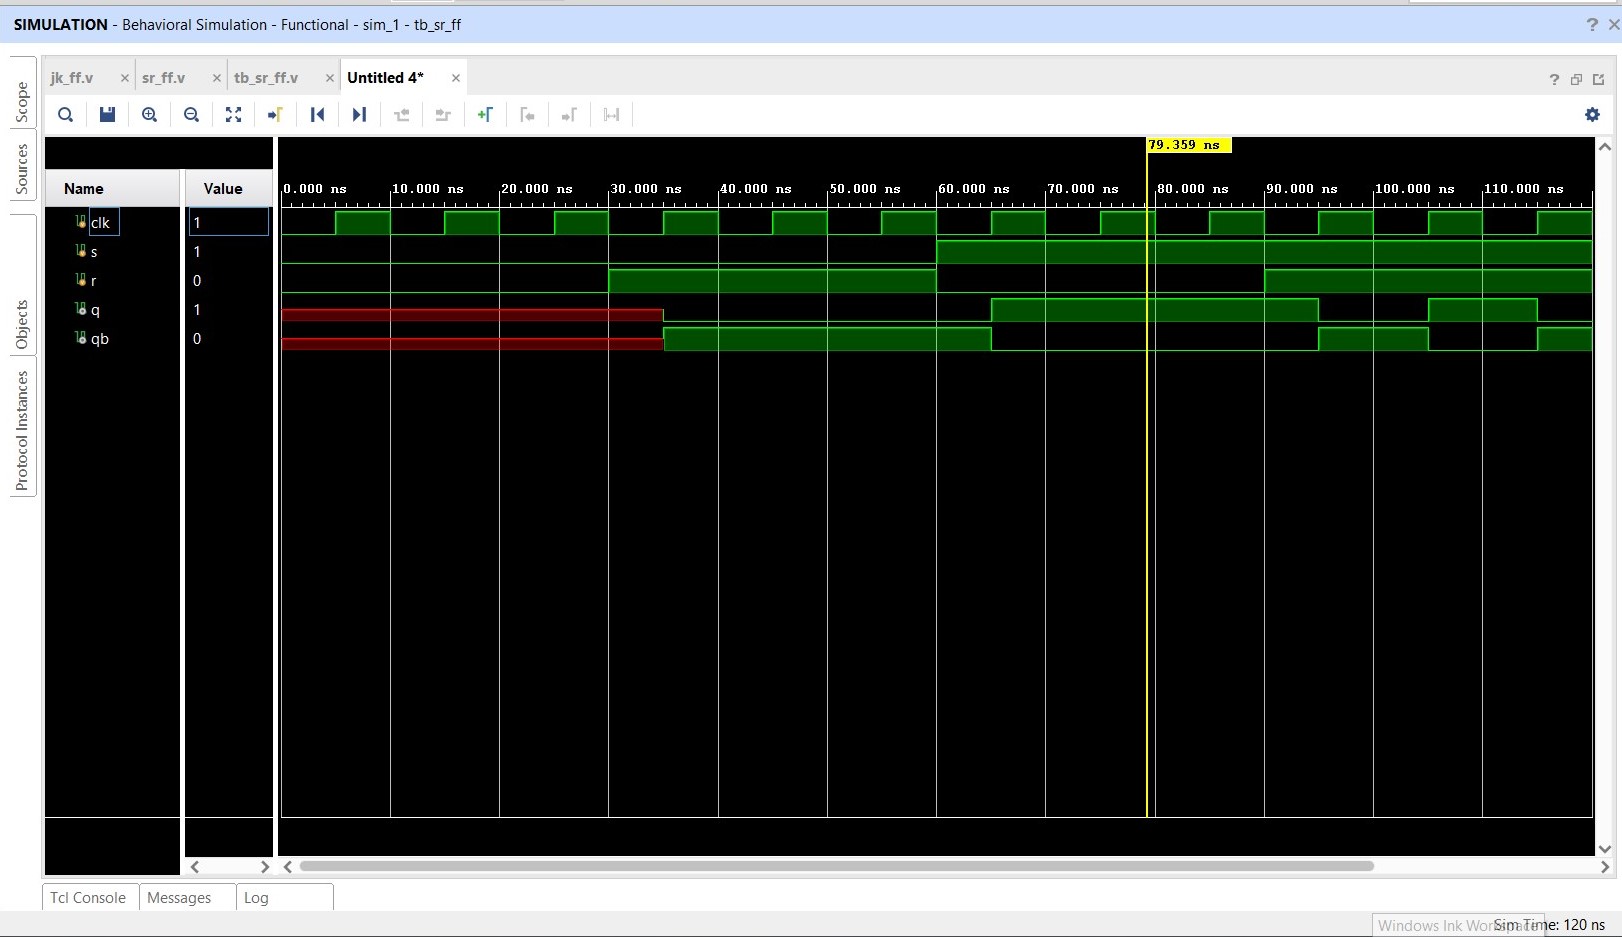 SIMULATION - Behavioral Simulation - Functional - sim_1 - tb_sr_ff
? ×
jk_ff.v × sr_ff.v × tb_sr_ff.v × Untitled 4* ×
?
Scope
Sources
Objects
Protocol Instances
79.359 ns
Name Value
0.000 ns 10.000 ns 20.000 ns 30.000 ns 40.000 ns 50.000 ns 60.000 ns 70.000 ns 80.000 ns 90.000 ns 100.000 ns 110.000 ns
clk 1
s 1
r 0
q 1
qb 0
Tcl Console Messages Log
Windows Ink Workspace
Sim Time: 120 ns